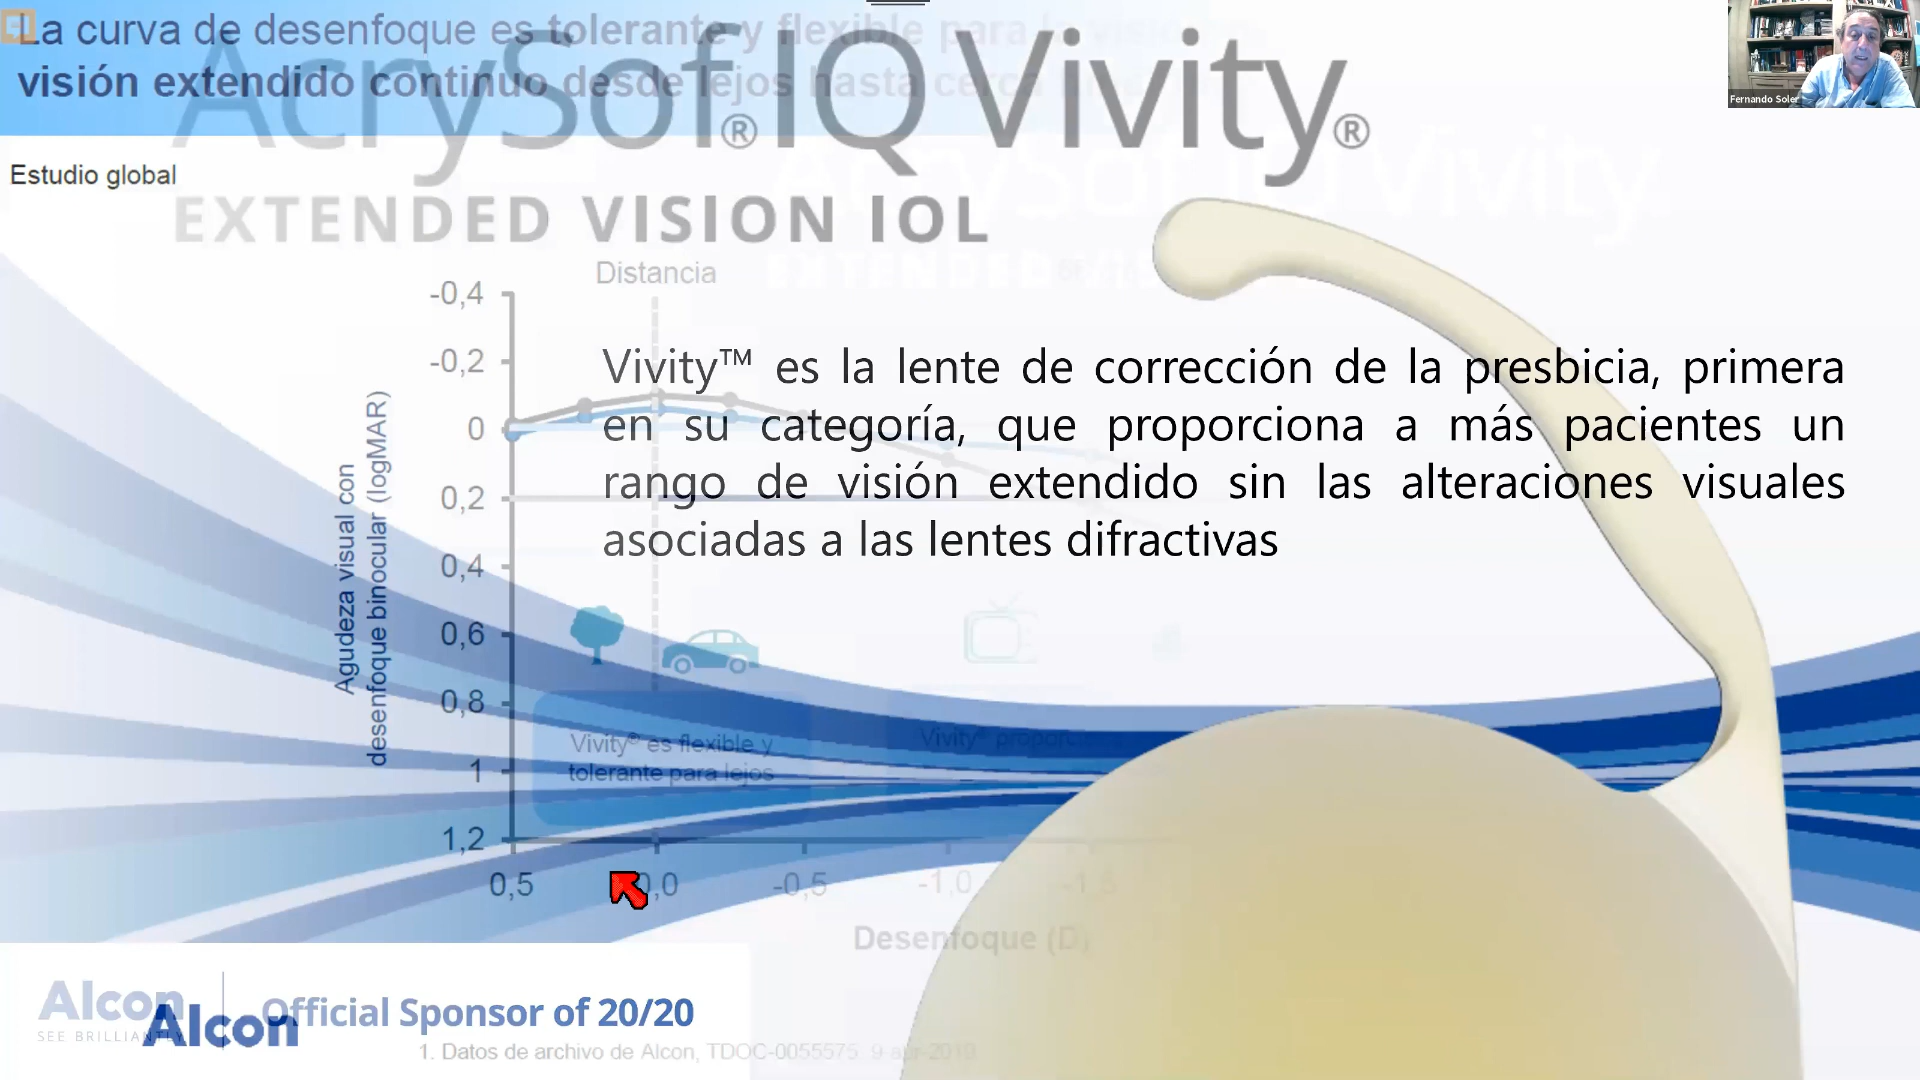 La curva de desenfoque es tolerante y flexible para la visión
visión extendido continuo desde lejos hasta cerca
AcrySof® IQ Vivity®
EXTENDED VISION IOL
Fernando Soler
Estudio global
Distancia
Vivity™ es la lente de corrección de la presbicia, primera
en su categoría, que proporciona a más pacientes un
rango de visión extendido sin las alteraciones visuales
asociadas a las lentes difractivas
Agudeza visual con
desenfoque binocular (logMAR)
-0,4
-0,2
0
0,2
0,4
0,6
0,8
1
1,2
Vivity® es flexible y
tolerante para lejos
Vivity®
0,5 0,0 -0,5 -1,0 -1,5
Desenfoque (D)
Alcon
SEE BRILLIANTLY
Alcon
Official Sponsor of 20/20
1. Datos de archivo de Alcon, TDOC-0055575. 9-apr-2019.